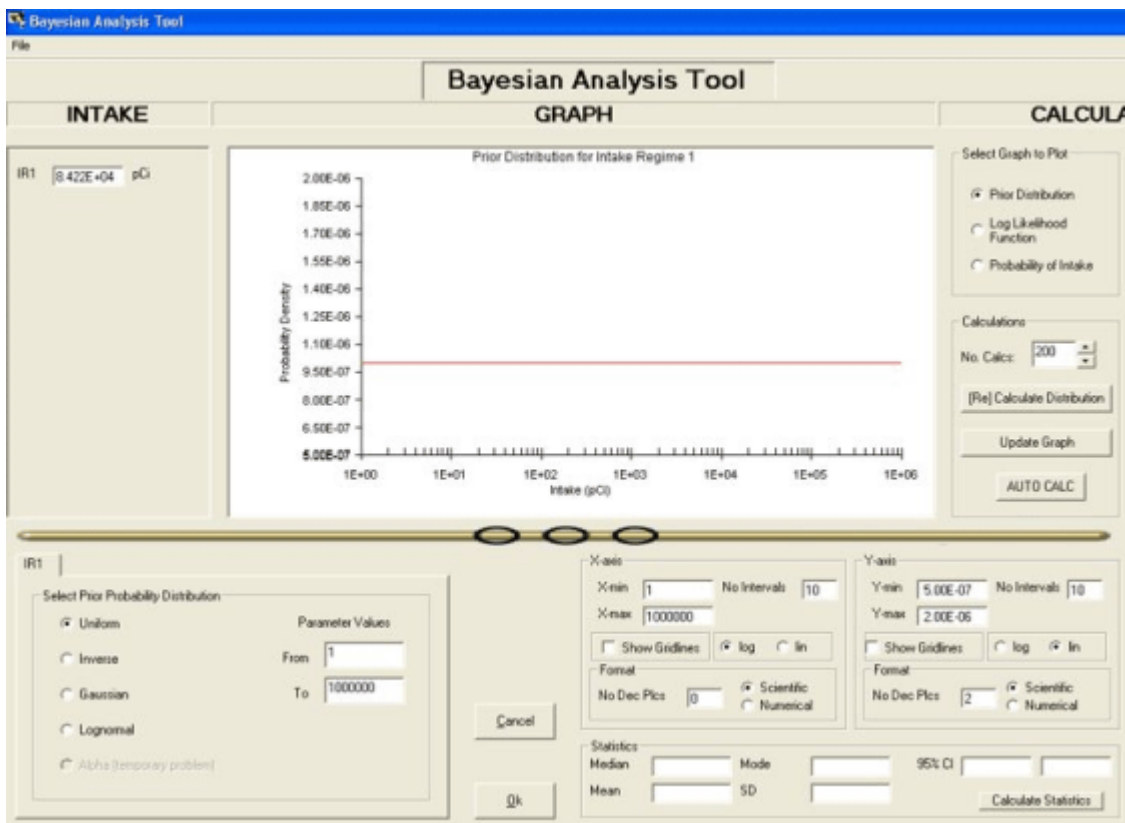 Bayesian Analysis Tool
File
Bayesian Analysis Tool
INTAKE
GRAPH
CALCULA
IR1 8.422E+04 pCi
Prior Distribution for Intake Regime 1
2.00E-06
1.85E-06
1.70E-06
1.55E-06
1.40E-06
1.25E-06
1.10E-06
9.50E-07
8.00E-07
6.50E-07
5.00E-07
Probability Density
1E+00 1E+01 1E+02 1E+03 1E+04 1E+05 1E+06
Intake (pCi)
Select Graph to Plot
Prior Distribution
Log Likelihood
Function
Probability of Intake
Calculations
No. Calcs: 200
(Re) Calculate Distribution
Update Graph
AUTO CALC
IR1
Select Prior Probability Distribution
Uniform
Inverse
Gaussian
Lognormal
Alpha (temporary problem)
Parameter Values
From 1
To 1000000
Cancel
Ok
X-axis
X-min 1 No Intervals 10
X-max 1000000
Show Gridlines log lin
Format
No Dec Plcs 0 Scientific
Numerical
Y-axis
Y-min 5.00E-07 No Intervals 10
Y-max 2.00E-06
Show Gridlines log lin
Format
No Dec Plcs 2 Scientific
Numerical
Statistics
Median Mode 95% CI
Mean SD
Calculate Statistics